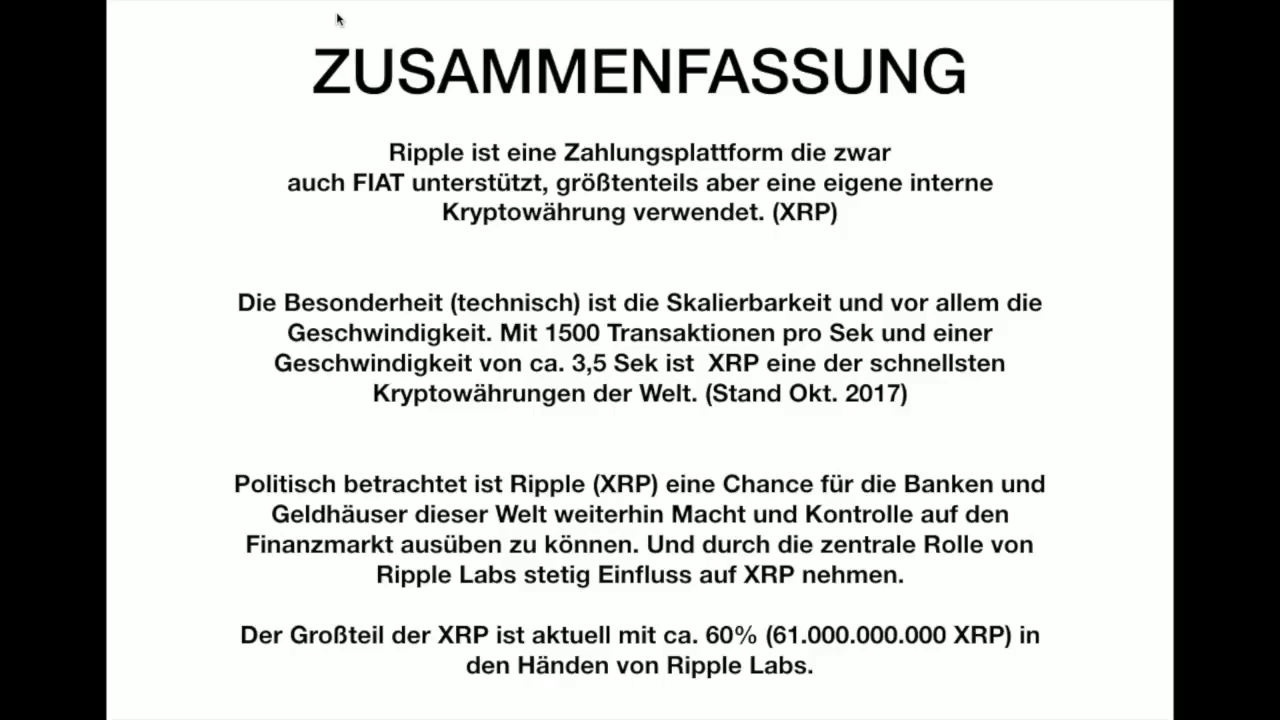 ZUSAMMENFASSUNG
Ripple ist eine Zahlungsplattform die zwar
auch FIAT unterstützt, größtenteils aber eine eigene interne
Kryptowährung verwendet. (XRP)
Die Besonderheit (technisch) ist die Skalierbarkeit und vor allem die
Geschwindigkeit. Mit 1500 Transaktionen pro Sek und einer
Geschwindigkeit von ca. 3,5 Sek ist  XRP eine der schnellsten
Kryptowährungen der Welt. (Stand Okt. 2017)
Politisch betrachtet ist Ripple (XRP) eine Chance für die Banken und
Geldhäuser dieser Welt weiterhin Macht und Kontrolle auf den
Finanzmarkt ausüben zu können. Und durch die zentrale Rolle von
Ripple Labs stetig Einfluss auf XRP nehmen.
Der Großteil der XRP ist aktuell mit ca. 60% (61.000.000.000 XRP) in
den Händen von Ripple Labs.